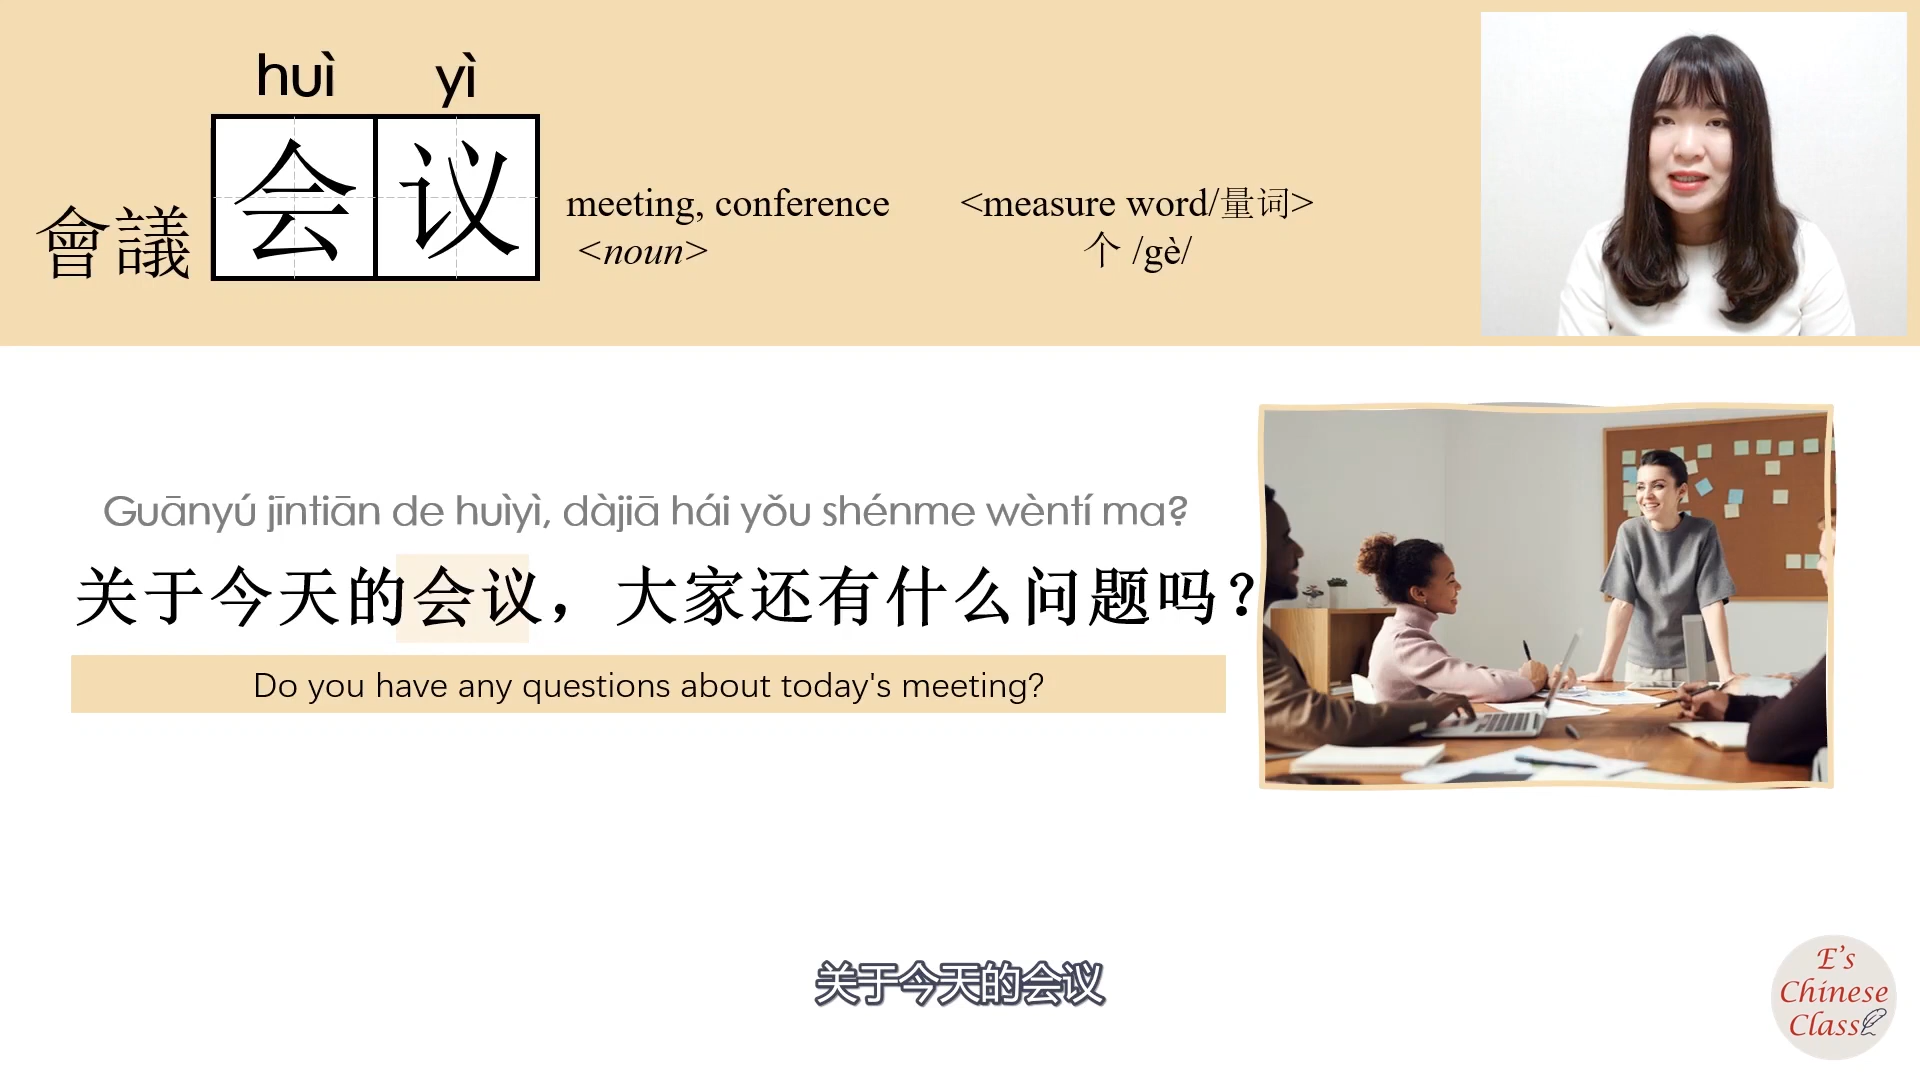 huì yì
會議 会议
meeting, conference
<noun>
<measure word/量词>
个 /gè/
Guānyú jīntiān de huìyì, dàjiā hái yǒu shénme wèntí ma?
关于今天的会议，大家还有什么问题吗？
Do you have any questions about today's meeting?
关于今天的会议
E's
Chinese
Class